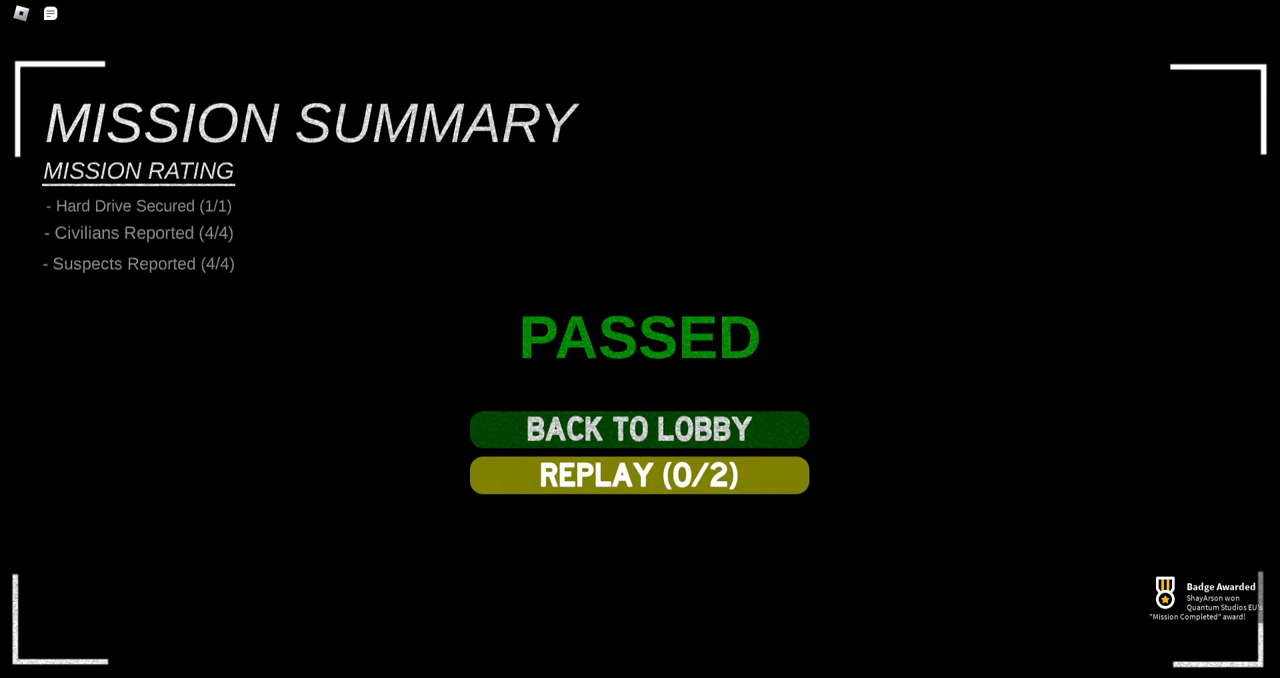 MISSION SUMMARY
MISSION RATING
- Hard Drive Secured (1/1)
- Civilians Reported (4/4)
- Suspects Reported (4/4)
PASSED
BACK TO LOBBY
REPLAY (0/2)
Badge Awarded
ShayArson won
Quantum Studios EU's
"Mission Completed" award!